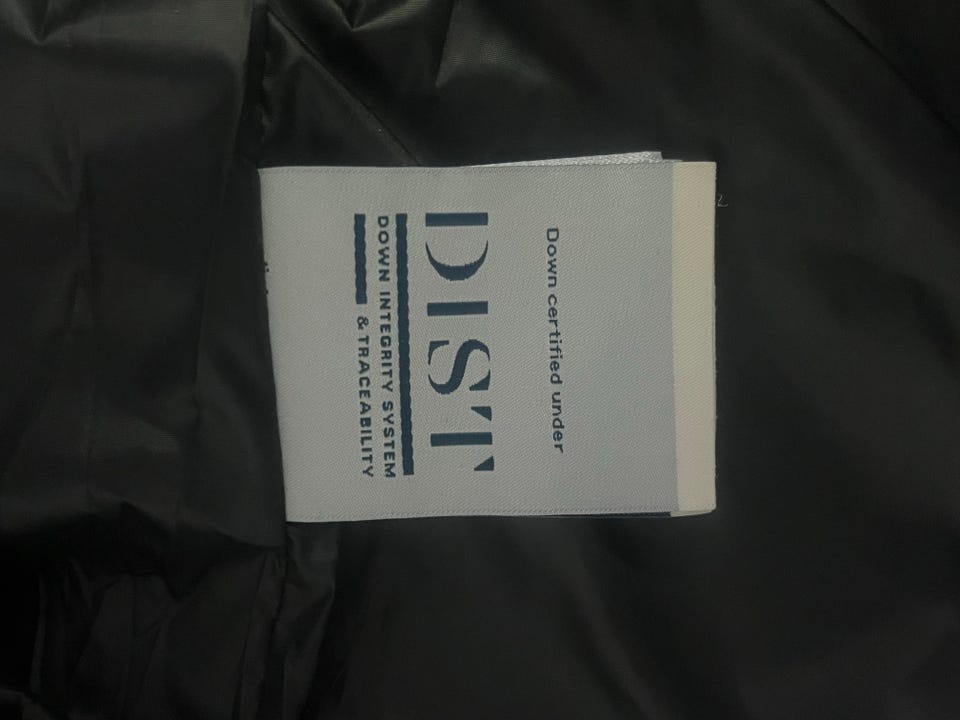 Down certified under
DIST
DOWN INTEGRITY SYSTEM
& TRACEABILITY